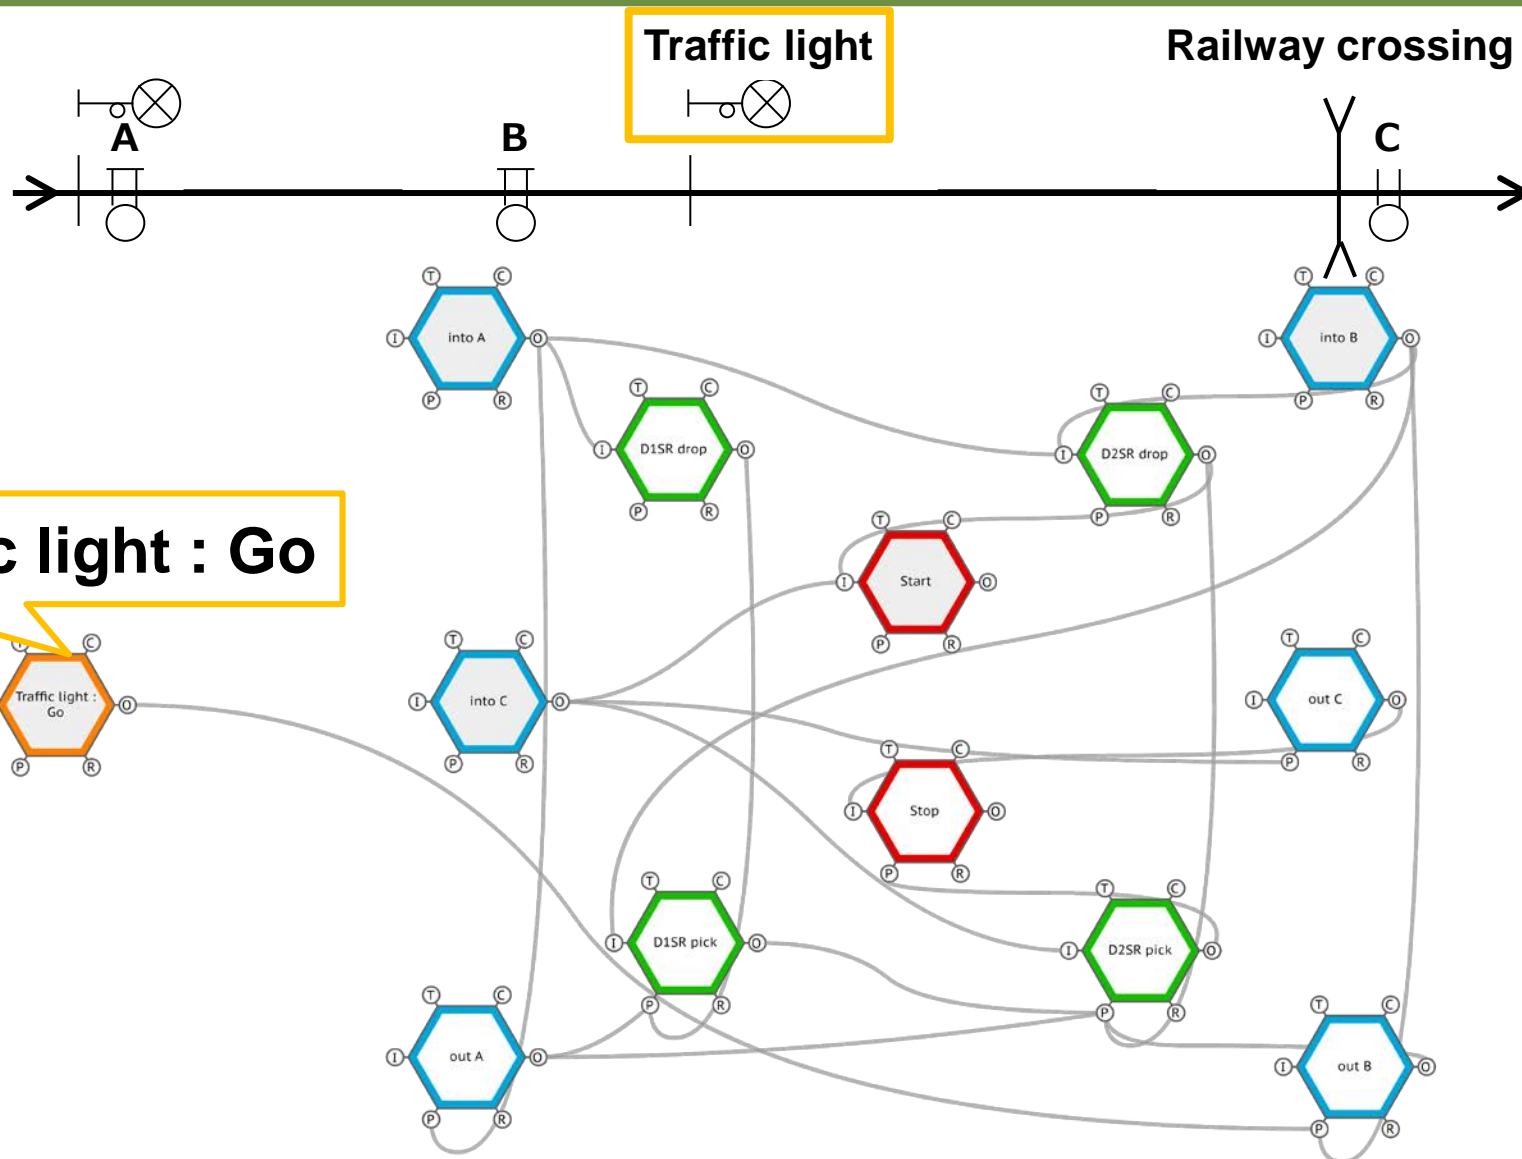 Traffic light
Railway crossing
A
B
C
T C
I into A O
P R
T C
I into B O
P R
T C
I D1SR drop O
P R
T C
I D2SR drop O
P R
c light : Go
T C
I Start O
P R
T C
Traffic light :
Go
O
P R
T C
I into C O
P R
T C
I out C O
P R
T C
I Stop O
P R
T C
I D1SR pick O
P R
T C
I D2SR pick O
P R
T C
I out A O
P R
T C
I out B O
P R